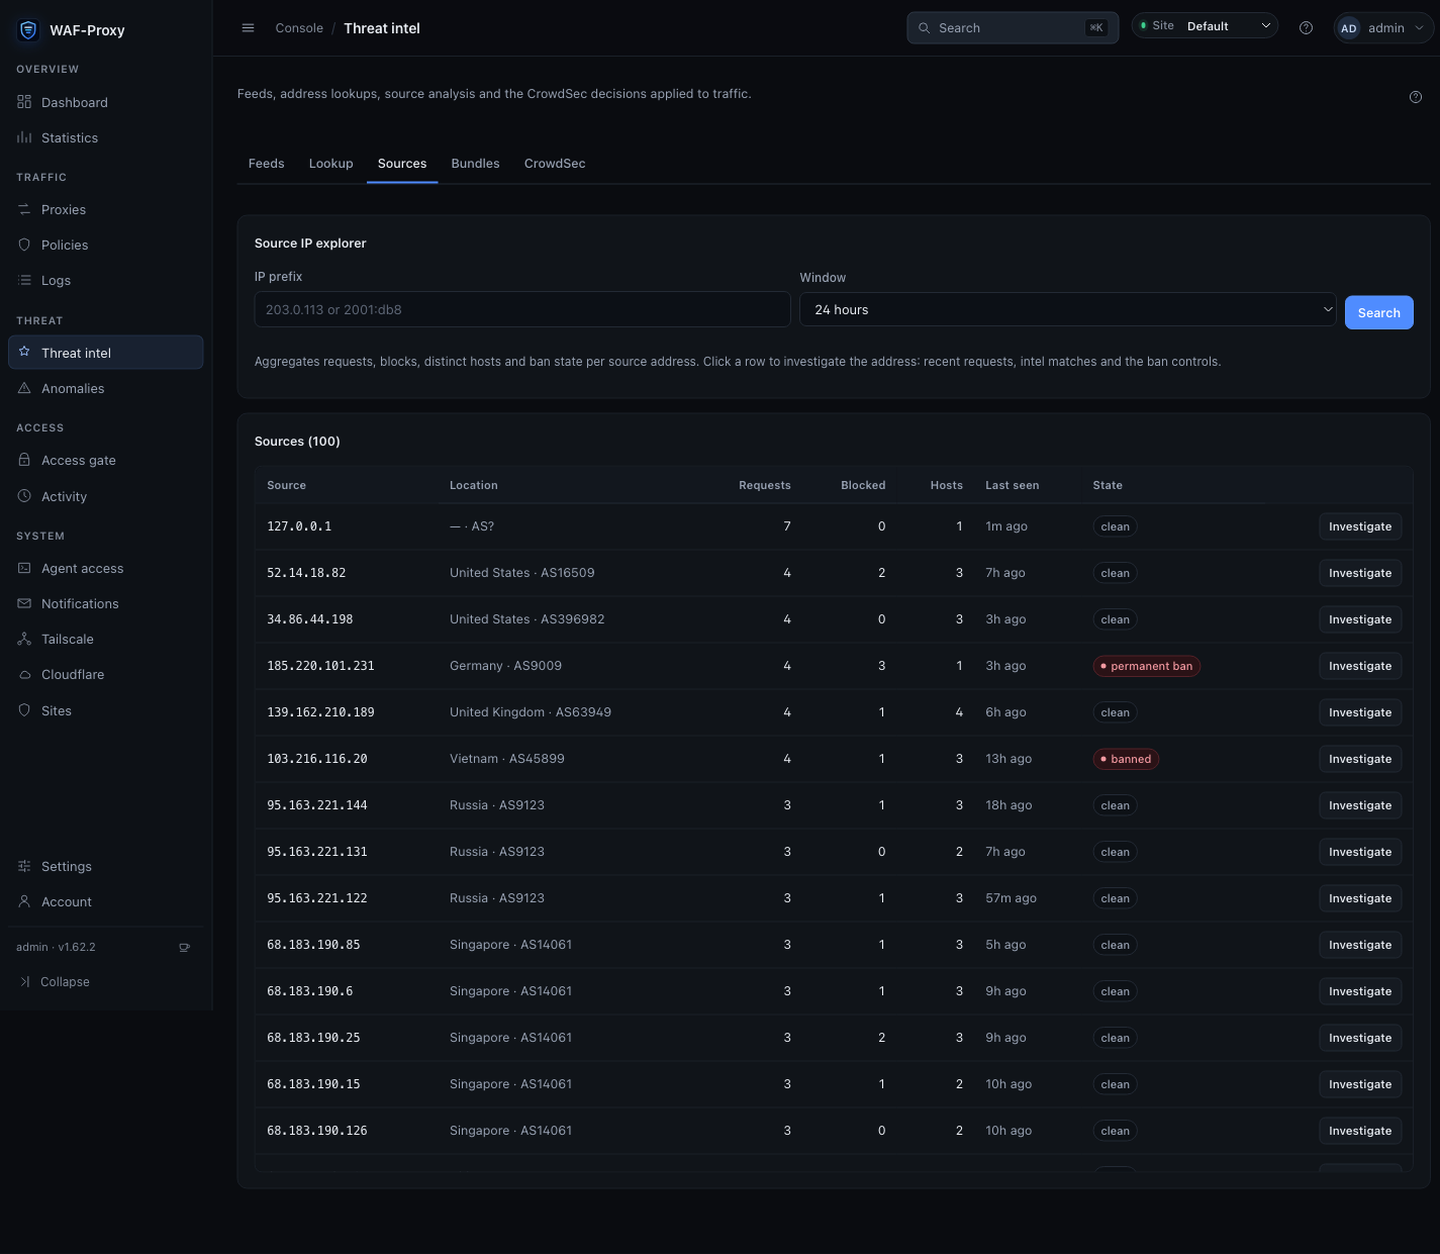 WAF-Proxy
OVERVIEW
Dashboard
Statistics
TRAFFIC
Proxies
Policies
Logs
THREAT
Threat intel
Anomalies
ACCESS
Access gate
Activity
SYSTEM
Agent access
Notifications
Tailscale
Cloudflare
Sites
Settings
Account
admin · v1.62.2
Collapse
Console / Threat intel
Search ⌘K
Site Default
AD admin
Feeds, address lookups, source analysis and the CrowdSec decisions applied to traffic.
Feeds Lookup Sources Bundles CrowdSec
Source IP explorer
IP prefix Window
203.0.113 or 2001:db8 24 hours Search
Aggregates requests, blocks, distinct hosts and ban state per source address. Click a row to investigate the address: recent requests, intel matches and the ban controls.
Sources (100)
Source Location Requests Blocked Hosts Last seen State
127.0.0.1 — · AS? 7 0 1 1m ago clean Investigate
52.14.18.82 United States · AS16509 4 2 3 7h ago clean Investigate
34.86.44.198 United States · AS396982 4 0 3 3h ago clean Investigate
185.220.101.231 Germany · AS9009 4 3 1 3h ago permanent ban Investigate
139.162.210.189 United Kingdom · AS63949 4 1 4 6h ago clean Investigate
103.216.116.20 Vietnam · AS45899 4 1 3 13h ago banned Investigate
95.163.221.144 Russia · AS9123 3 1 3 18h ago clean Investigate
95.163.221.131 Russia · AS9123 3 0 2 7h ago clean Investigate
95.163.221.122 Russia · AS9123 3 1 3 57m ago clean Investigate
68.183.190.85 Singapore · AS14061 3 1 3 5h ago clean Investigate
68.183.190.6 Singapore · AS14061 3 1 3 9h ago clean Investigate
68.183.190.25 Singapore · AS14061 3 2 3 9h ago clean Investigate
68.183.190.15 Singapore · AS14061 3 1 2 10h ago clean Investigate
68.183.190.126 Singapore · AS14061 3 0 2 10h ago clean Investigate